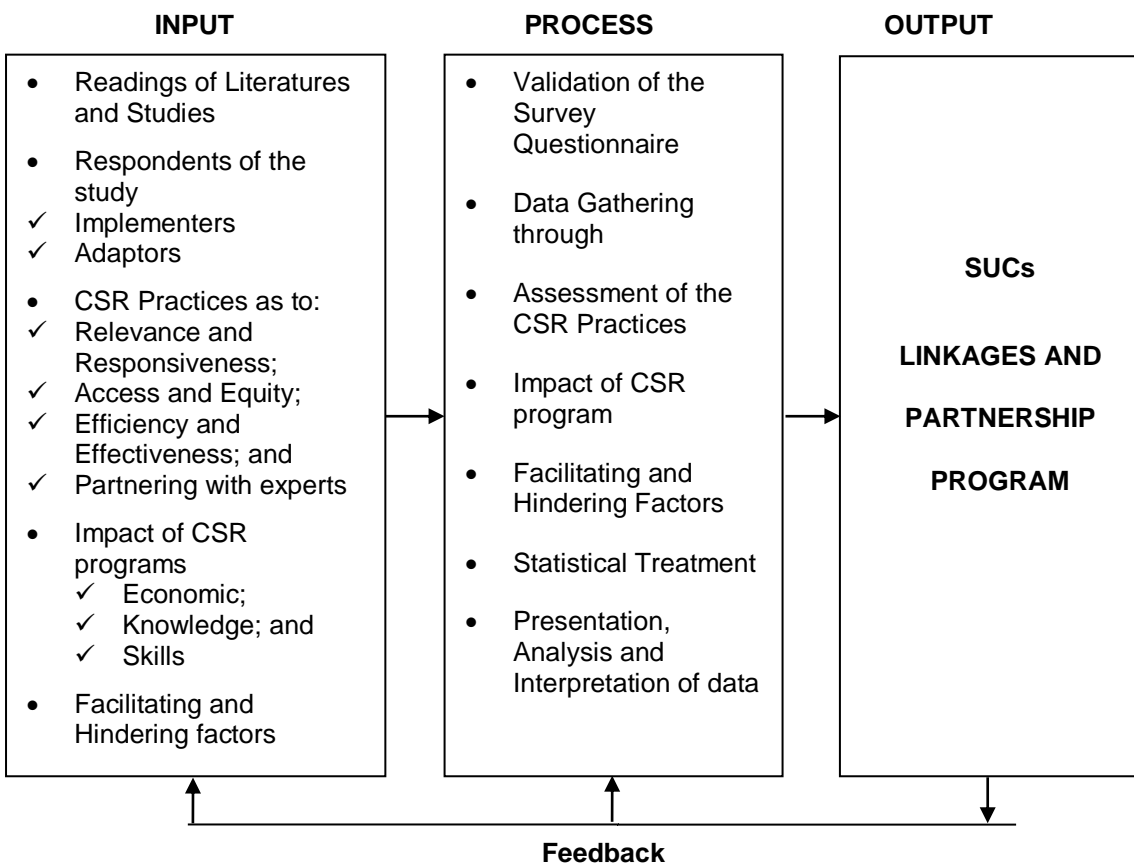 INPUT
PROCESS
OUTPUT
• Readings of Literatures
and Studies
• Respondents of the
study
✓ Implementers
✓ Adaptors
• CSR Practices as to:
✓ Relevance and
Responsiveness;
✓ Access and Equity;
✓ Efficiency and
Effectiveness; and
✓ Partnering with experts
• Impact of CSR
programs
✓ Economic;
✓ Knowledge; and
✓ Skills
• Facilitating and
Hindering factors
• Validation of the
Survey
Questionnaire
• Data Gathering
through
• Assessment of the
CSR Practices
• Impact of CSR
program
• Facilitating and
Hindering Factors
• Statistical Treatment
• Presentation,
Analysis and
Interpretation of data
SUCs
LINKAGES AND
PARTNERSHIP
PROGRAM
Feedback